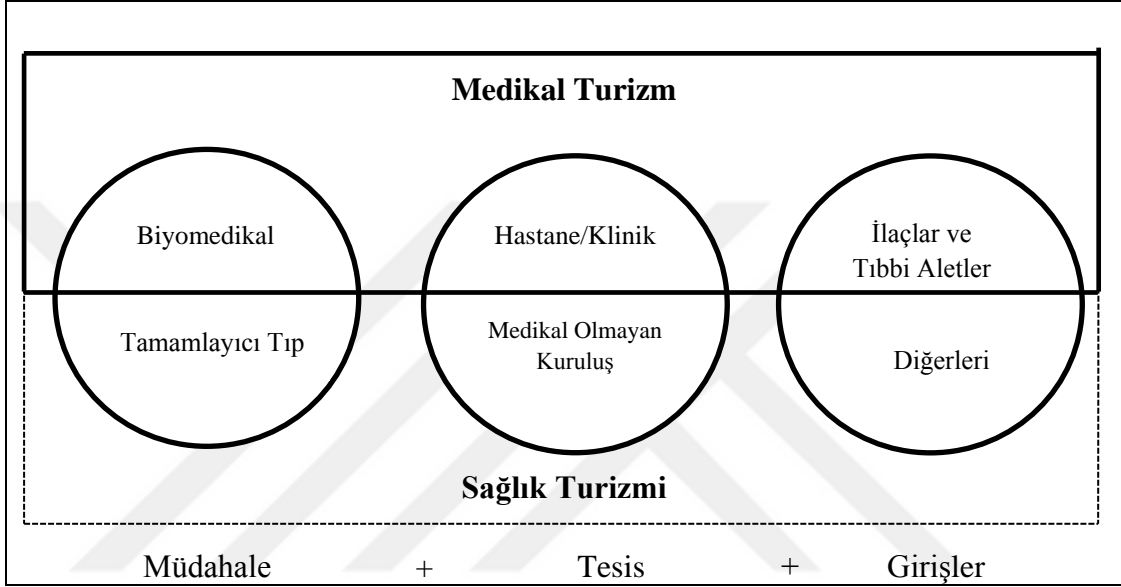 Medikal Turizm
Biyomedikal
Hastane/Klinik
İlaçlar ve
Tıbbi Aletler
Tamamlayıcı Tıp
Medikal Olmayan
Kuruluş
Diğerleri
Sağlık Turizmi
Müdahale + Tesis + Girişler